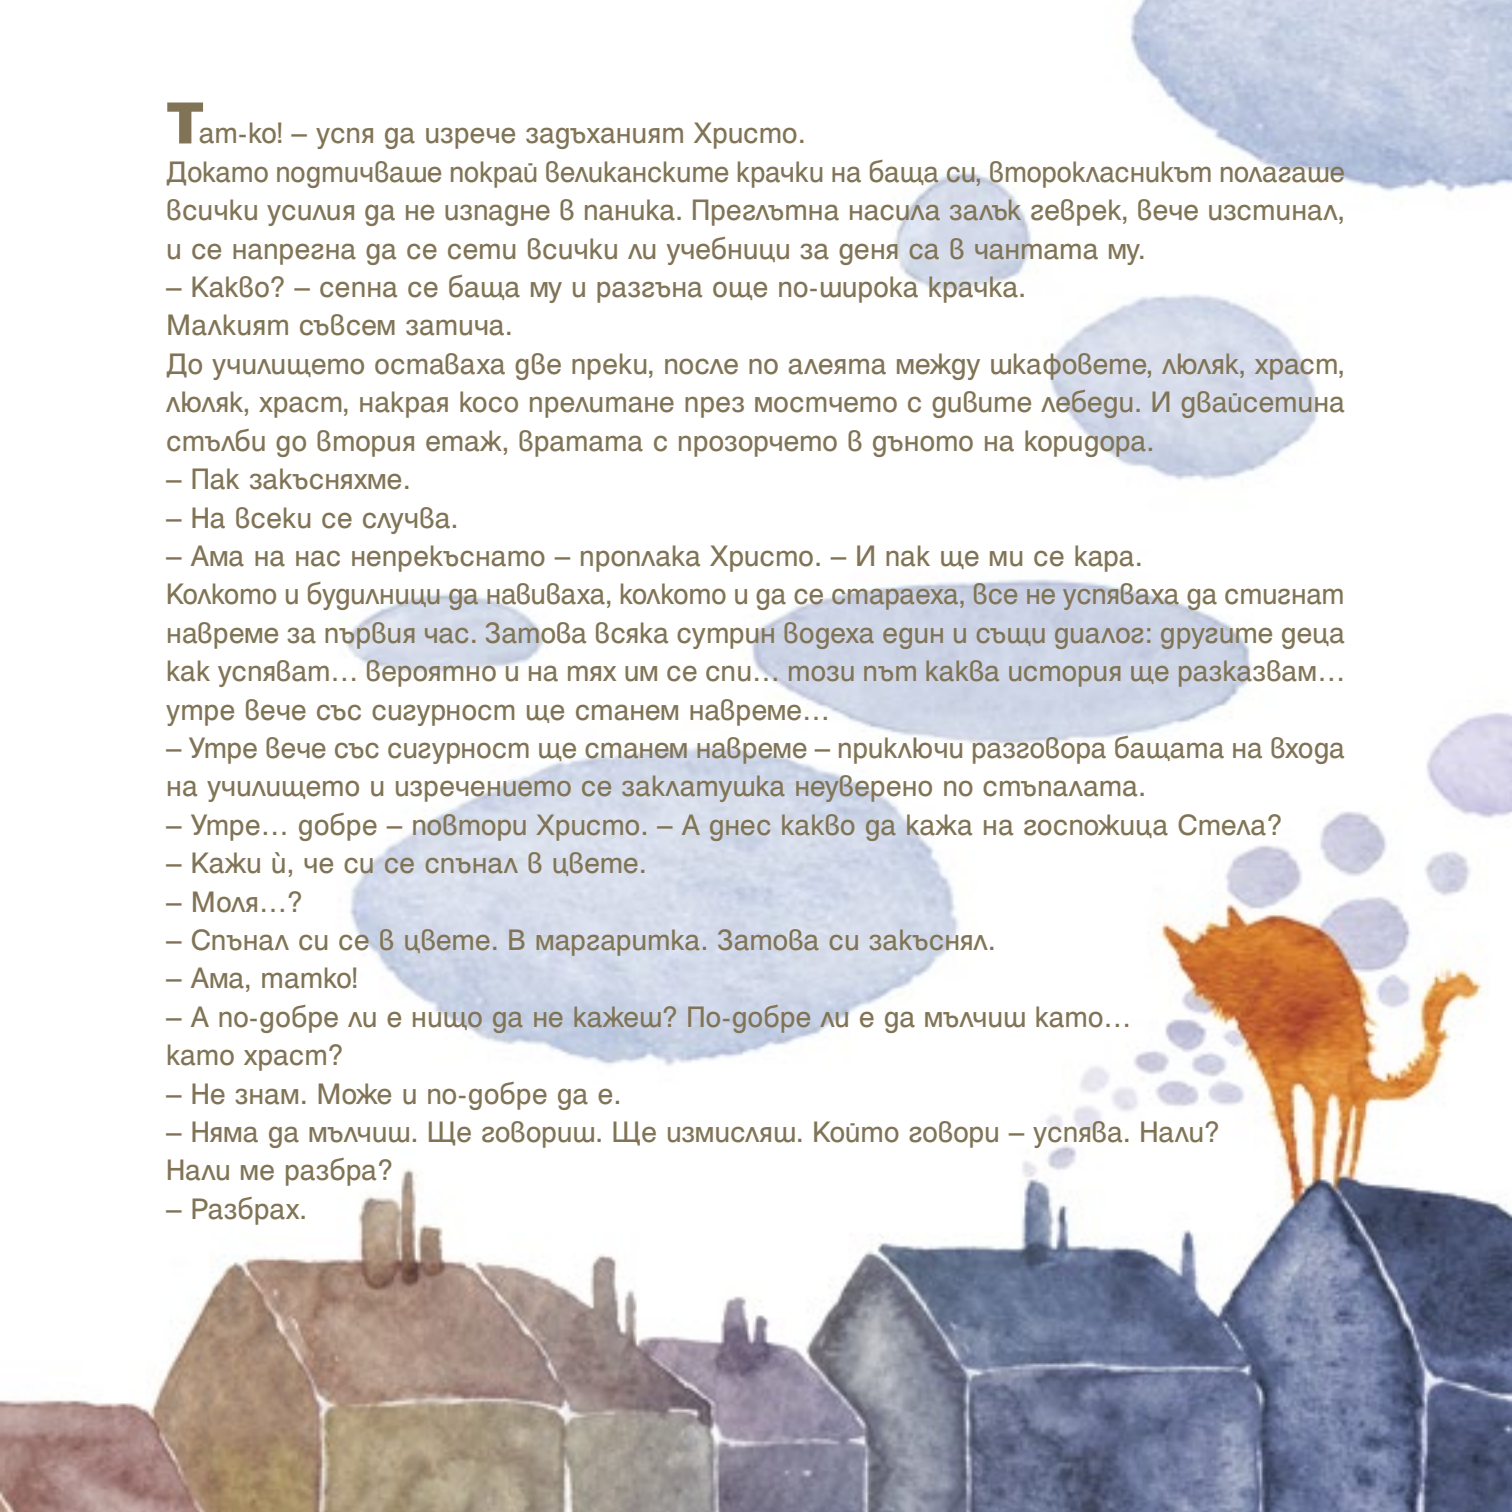 Тат-ко! – успя да изрече задъханият Христо.
Докато подтичваше покрай великанските крачки на баща си, второкласникът полагаше
всички усилия да не изпадне в паника. Преглътна насила залък геврек, вече изстинал,
и се напрегна да се сети всички ли учебници за деня са в чантата му.
– Какво? – сепна се баща му и разгъна още по-широка крачка.
Малкият съвсем затича.
До училището оставаха две преки, после по алеята между шкафовете, люляк, храст,
люляк, храст, накрая косо прелитане през мостчето с дивите лебеди. И двайсетина
стълби до втория етаж, вратата с прозорчето в дъното на коридора.
– Пак закъсняхме.
– На всеки се случва.
– Ама на нас непрекъснато – проплака Христо. – И пак ще ми се кара.
Колкото и будилници да навиваха, колкото и да се стараеха, все не успяваха да стигнат
навреме за първия час. Затова всяка сутрин водеха един и същи диалог: другите деца
как успяват… вероятно и на тях им се спи… този път каква история ще разказвам…
утре вече със сигурност ще станем навреме…
– Утре вече със сигурност ще станем навреме – приключи разговора бащата на входа
на училището и изречението се заклатушка неуверено по стъпалата.
– Утре… добре – повтори Христо. – А днес какво да кажа на госпожица Стела?
– Кажи ѝ, че си се спънал в цвете.
– Моля…?
– Спънал си се в цвете. В маргаритка. Затова си закъснял.
– Ама, татко!
– А по-добре ли е нищо да не кажеш? По-добре ли е да мълчиш като…
като храст?
– Не знам. Може и по-добре да е.
– Няма да мълчиш. Ще говориш. Ще измисляш. Който говори – успява. Нали?
Нали ме разбра?
– Разбрах.